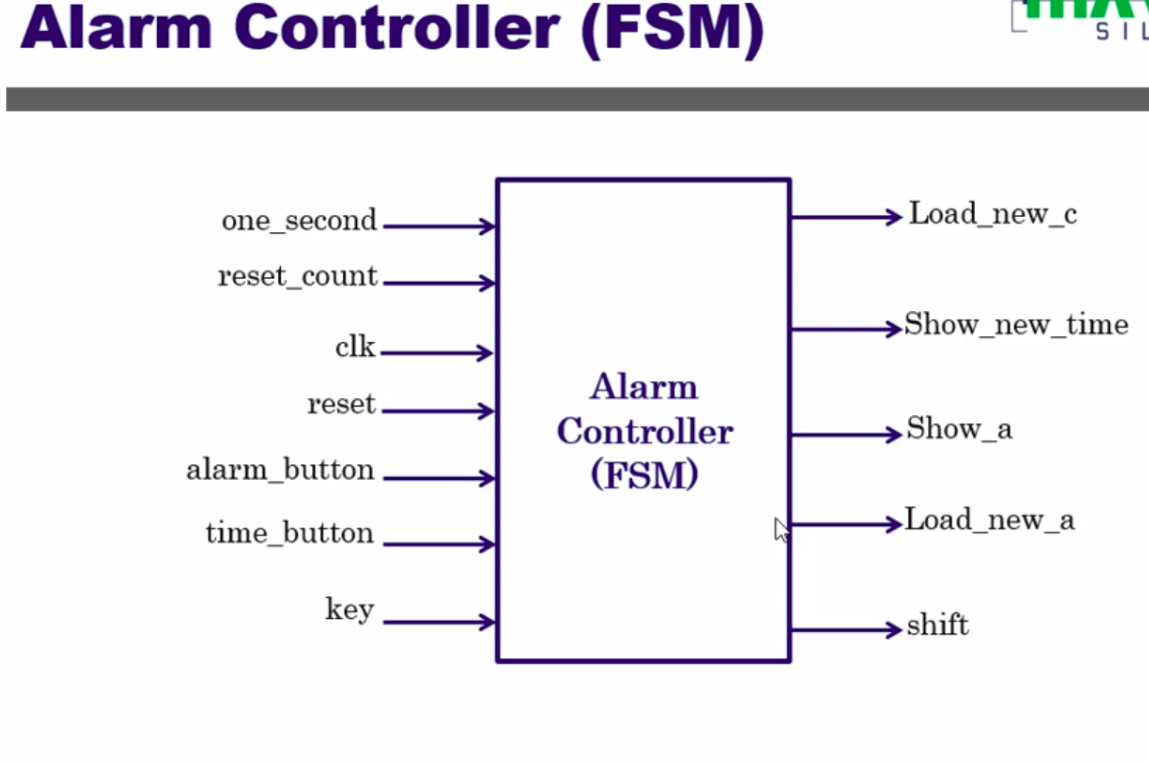 Alarm Controller (FSM)
SIL
one_second
reset_count
clk
reset
alarm_button
time_button
key
Alarm
Controller
(FSM)
Load_new_c
Show_new_time
Show_a
Load_new_a
shift